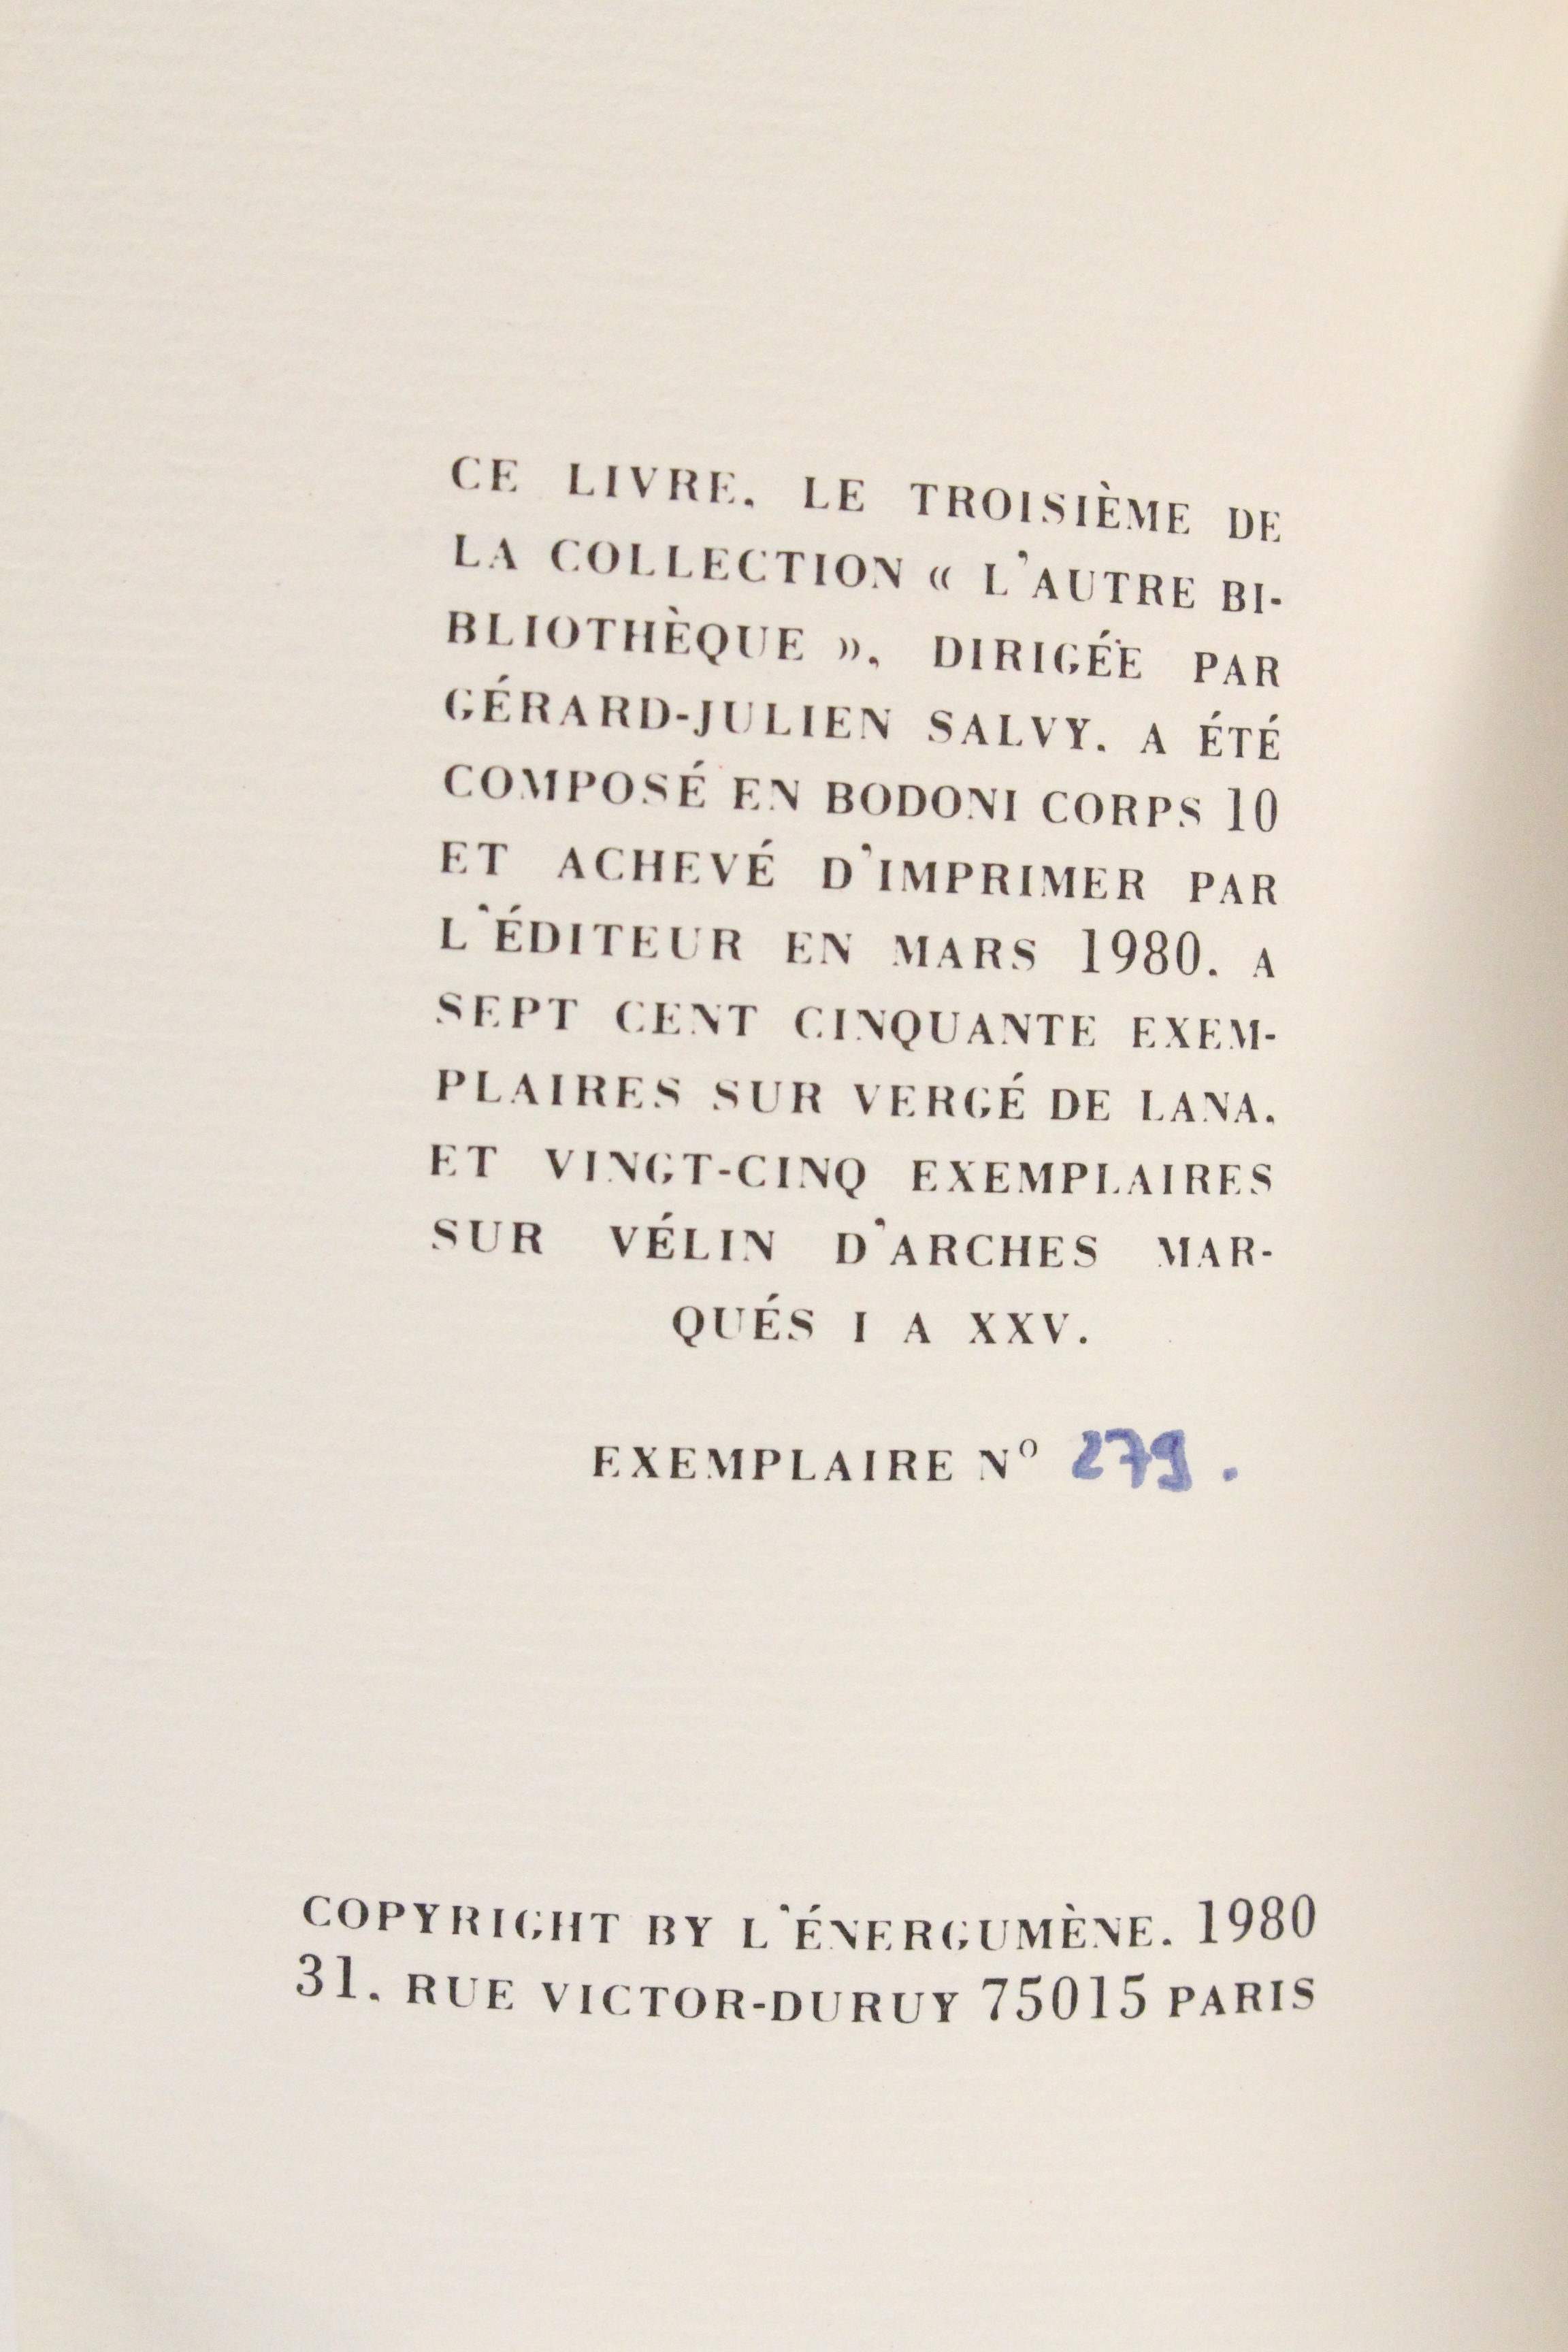 CE LIVRE, LE TROISIÈME DE
LA COLLECTION « L'AUTRE BI-
BLIOTHÈQUE », DIRIGÉE PAR
GÉRARD-JULIEN SALVY, A ÉTÉ
COMPOSÉ EN BODONI CORPS 10
ET ACHEVÉ D'IMPRIMER PAR
L'ÉDITEUR EN MARS 1980, A
SEPT CENT CINQUANTE EXEM-
PLAIRES SUR VERGÉ DE LANA,
ET VINGT-CINQ EXEMPLAIRES
SUR VÉLIN D'ARCHES MAR-
QUÉS I A XXV.
EXEMPLAIRE Nº 279.
COPYRIGHT BY L'ÉNERGUMÈNE, 1980
31, RUE VICTOR-DURUY 75015 PARIS